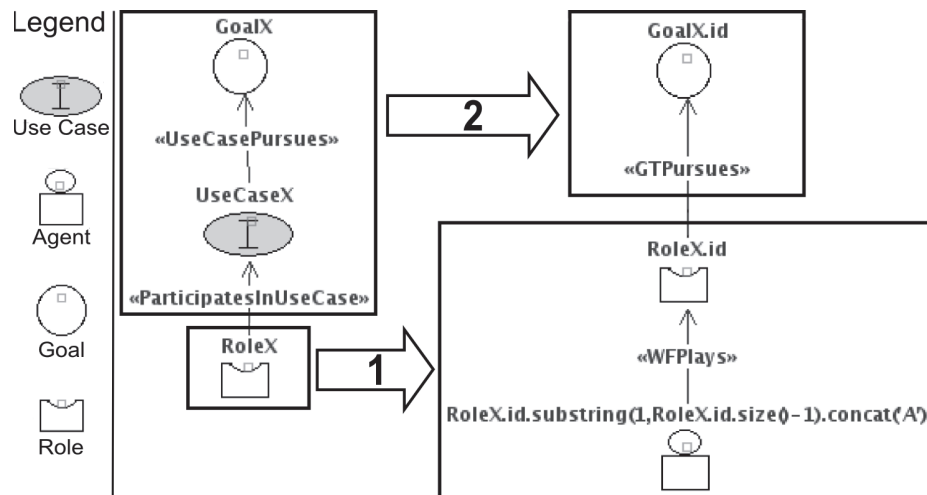 Legend
Use Case
Agent
Goal
Role
GoalX
«UseCasePursues»
UseCaseX
«ParticipatesInUseCase»
RoleX
1
2
GoalX.id
«GTPursues»
RoleX.id
«WFPlays»
RoleX.id.substring(1,RoleX.id.size()-1).concat('A')